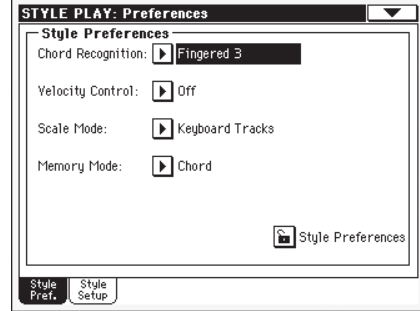 STYLE PLAY: Preferences
Style Preferences
Chord Recognition: Fingered 3
Velocity Control: Off
Scale Mode: Keyboard Tracks
Memory Mode: Chord
Style Preferences
Style Pref.
Style Setup